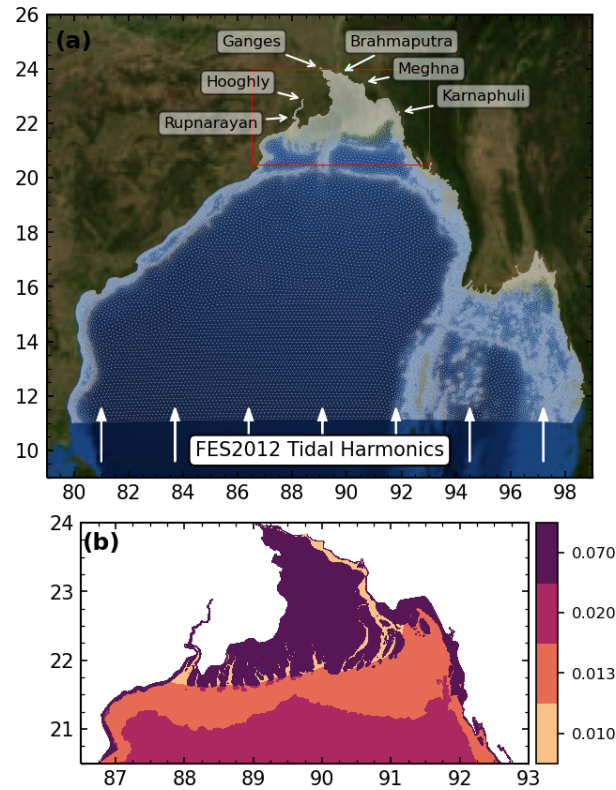 26
(a)
24
22
20
18
16
14
12
10
Ganges
Brahmaputra
Hooghly
Meghna
Rupnarayan
Karnaphuli
FES2012 Tidal Harmonics
80 82 84 86 88 90 92 94 96 98
(b)
24
23
22
21
87 88 89 90 91 92 93
0.070
0.020
0.013
0.010